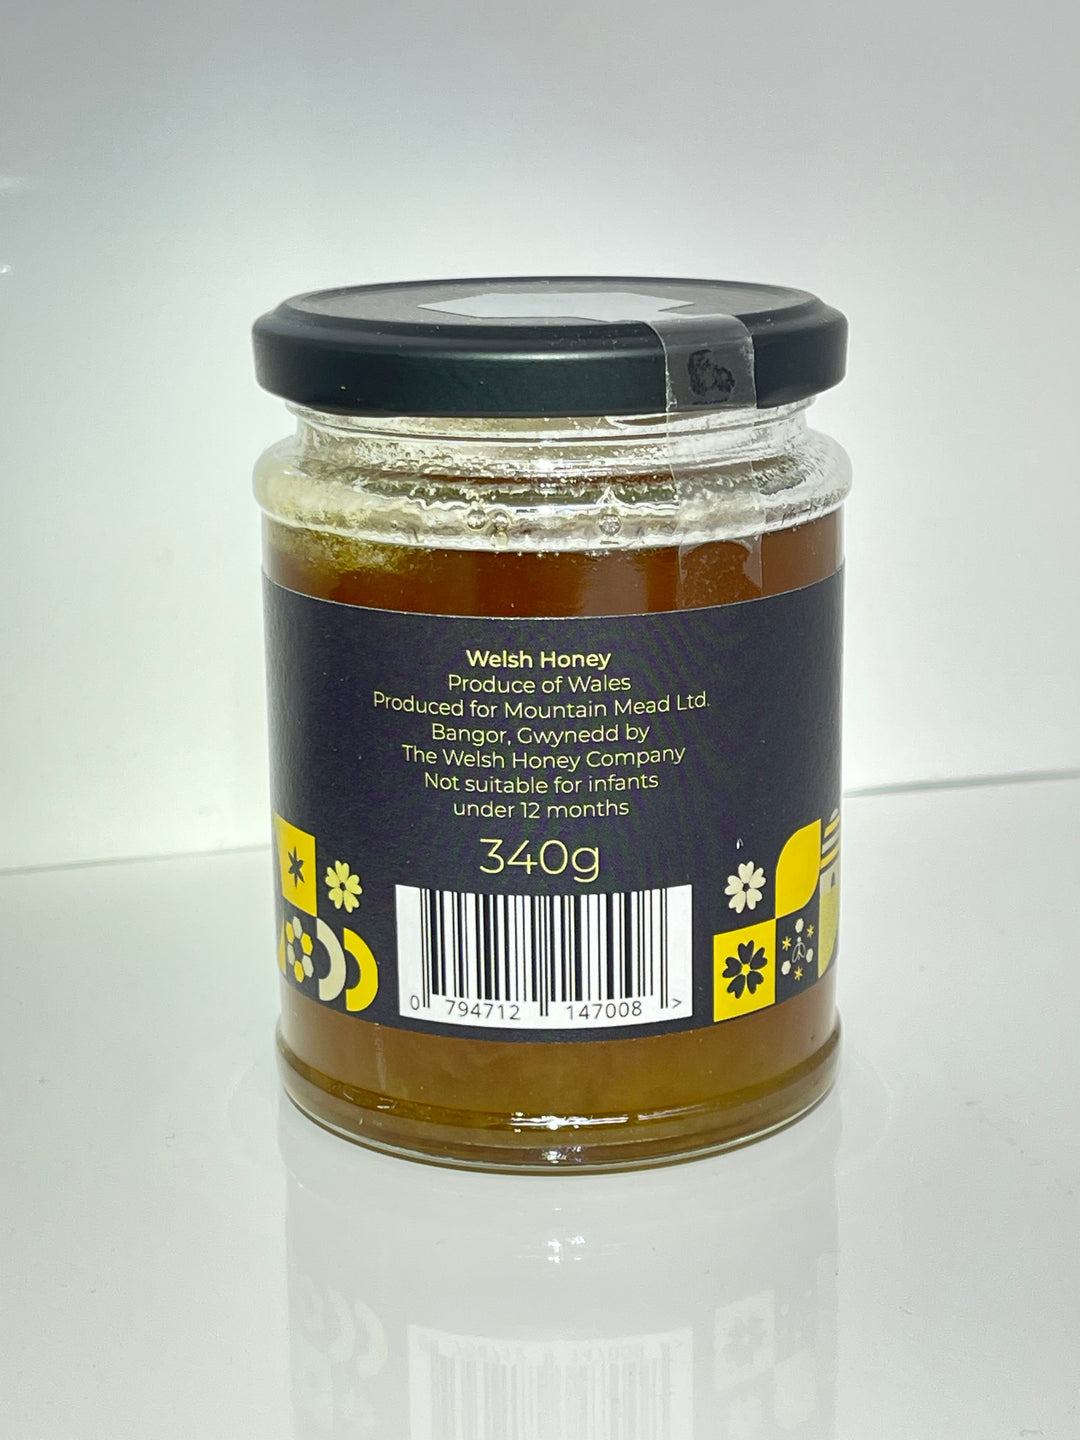 Welsh Honey
Produce of Wales
Produced for Mountain Mead Ltd.
Bangor, Gwynedd by
The Welsh Honey Company
Not suitable for infants
under 12 months
340g
0 794712 147008 >